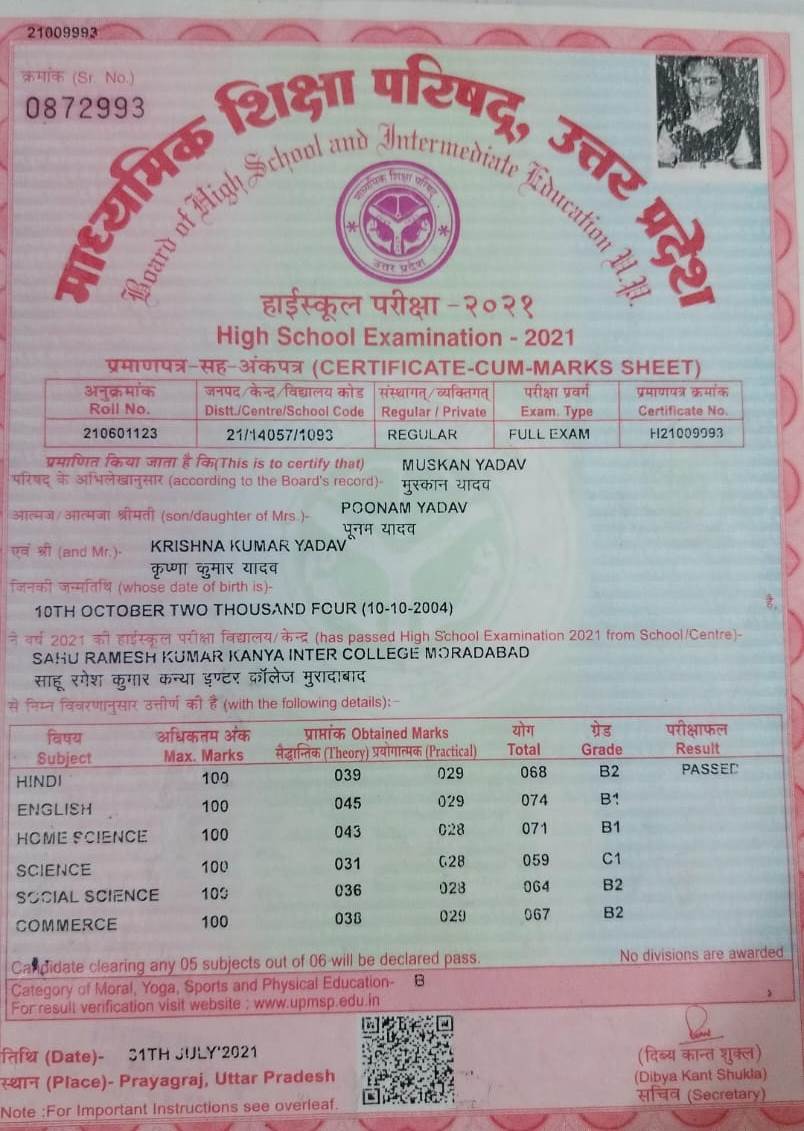 21009993
क्रमांक (Sr. No.)
0872993
माध्यमिक शिक्षा परिषद्, उत्तर प्रदेश
Board of High School and Intermediate Education U.P.
माध्यमिक शिक्षा परिषद्
उत्तर प्रदेश
हाईस्कूल परीक्षा -२०२१
High School Examination - 2021
प्रमाणपत्र-सह-अंकपत्र (CERTIFICATE-CUM-MARKS SHEET)
अनुक्रमांक जनपद/केन्द्र/विद्यालय कोड संस्थागत/व्यक्तिगत परीक्षा प्रवर्ग प्रमाणपत्र क्रमांक
Roll No. Distt./Centre/School Code Regular / Private Exam. Type Certificate No.
210601123 21/14057/1093 REGULAR FULL EXAM H21009993
प्रमाणित किया जाता है कि(This is to certify that) MUSKAN YADAV
परिषद के अभिलेखानुसार (according to the Board's record)- मुस्कान यादव
आत्मज/आत्मजा श्रीमती (son/daughter of Mrs.)- POONAM YADAV
पूनम यादव
एवं श्री (and Mr.)- KRISHNA KUMAR YADAV
कृष्णा कुमार यादव
जिनकी जन्मतिथि (whose date of birth is)-
10TH OCTOBER TWO THOUSAND FOUR (10-10-2004) है,
ने वर्ष 2021 की हाईस्कूल परीक्षा विद्यालय/केन्द्र (has passed High School Examination 2021 from School/Centre)-
SAHU RAMESH KUMAR KANYA INTER COLLEGE MORADABAD
साहू रमेश कुमार कन्या इण्टर कॉलेज मुरादाबाद
से निम्न विवरणानुसार उत्तीर्ण की है (with the following details):-
विषय अधिकतम अंक प्राप्तांक Obtained Marks योग ग्रेड परीक्षाफल
Subject Max. Marks सैद्धान्तिक (Theory) प्रयोगात्मक (Practical) Total Grade Result
HINDI 100 039 029 068 B2 PASSED
ENGLISH 100 045 029 074 B1
HOME SCIENCE 100 043 028 071 B1
SCIENCE 100 031 028 059 C1
SOCIAL SCIENCE 100 036 028 064 B2
COMMERCE 100 038 029 067 B2
Candidate clearing any 05 subjects out of 06 will be declared pass. No divisions are awarded
Category of Moral, Yoga, Sports and Physical Education- B
For result verification visit website : www.upmsp.edu.in
तिथि (Date)- 31TH JULY'2021
(दिब्य कान्त शुक्ल)
स्थान (Place)- Prayagraj, Uttar Pradesh
(Dibya Kant Shukla)
सचिव (Secretary)
Note :For Important Instructions see overleaf.